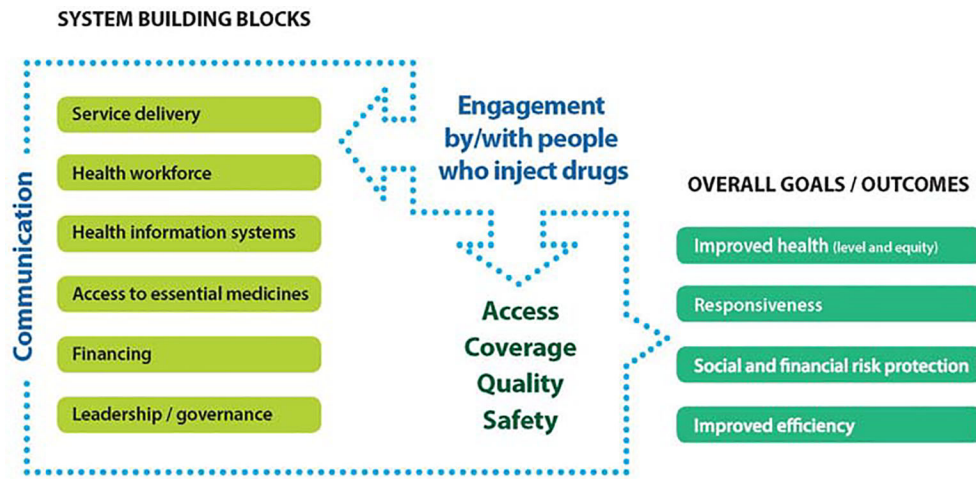 SYSTEM BUILDING BLOCKS
Communication
Service delivery
Health workforce
Health information systems
Access to essential medicines
Financing
Leadership / governance
Engagement
by/with people
who inject drugs
Access
Coverage
Quality
Safety
OVERALL GOALS / OUTCOMES
Improved health (level and equity)
Responsiveness
Social and financial risk protection
Improved efficiency